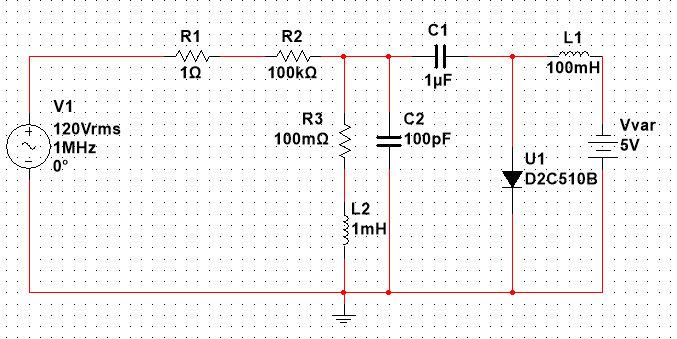 R1
1Ω
R2
100kΩ
C1
1µF
L1
100mH
V1
120Vrms
1MHz
0°
R3
100mΩ
C2
100pF
L2
1mH
U1
D2C510B
Vvar
5V